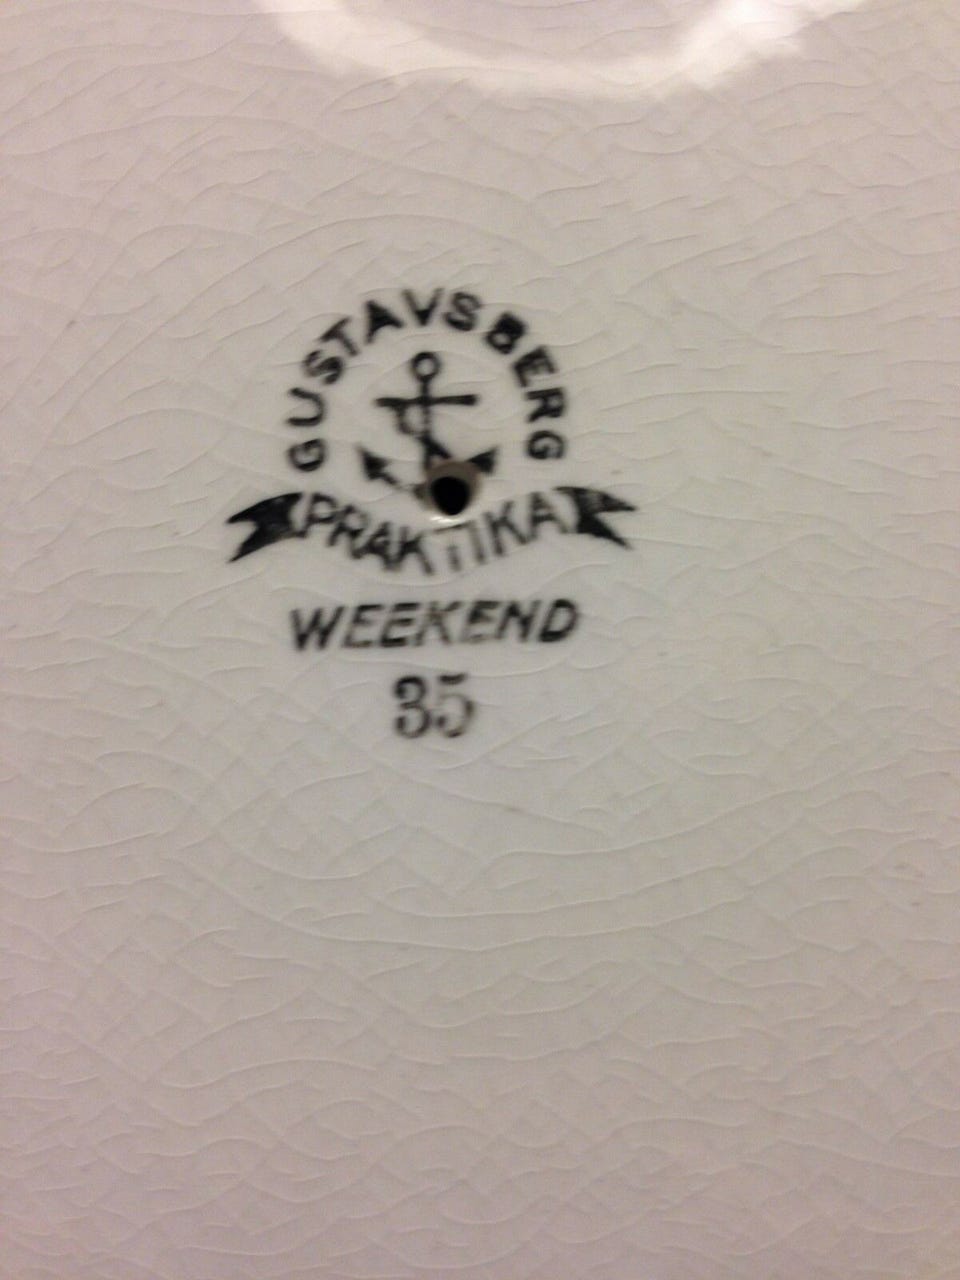 GUSTAVSBERG
PRAKTIKA
WEEKEND
35